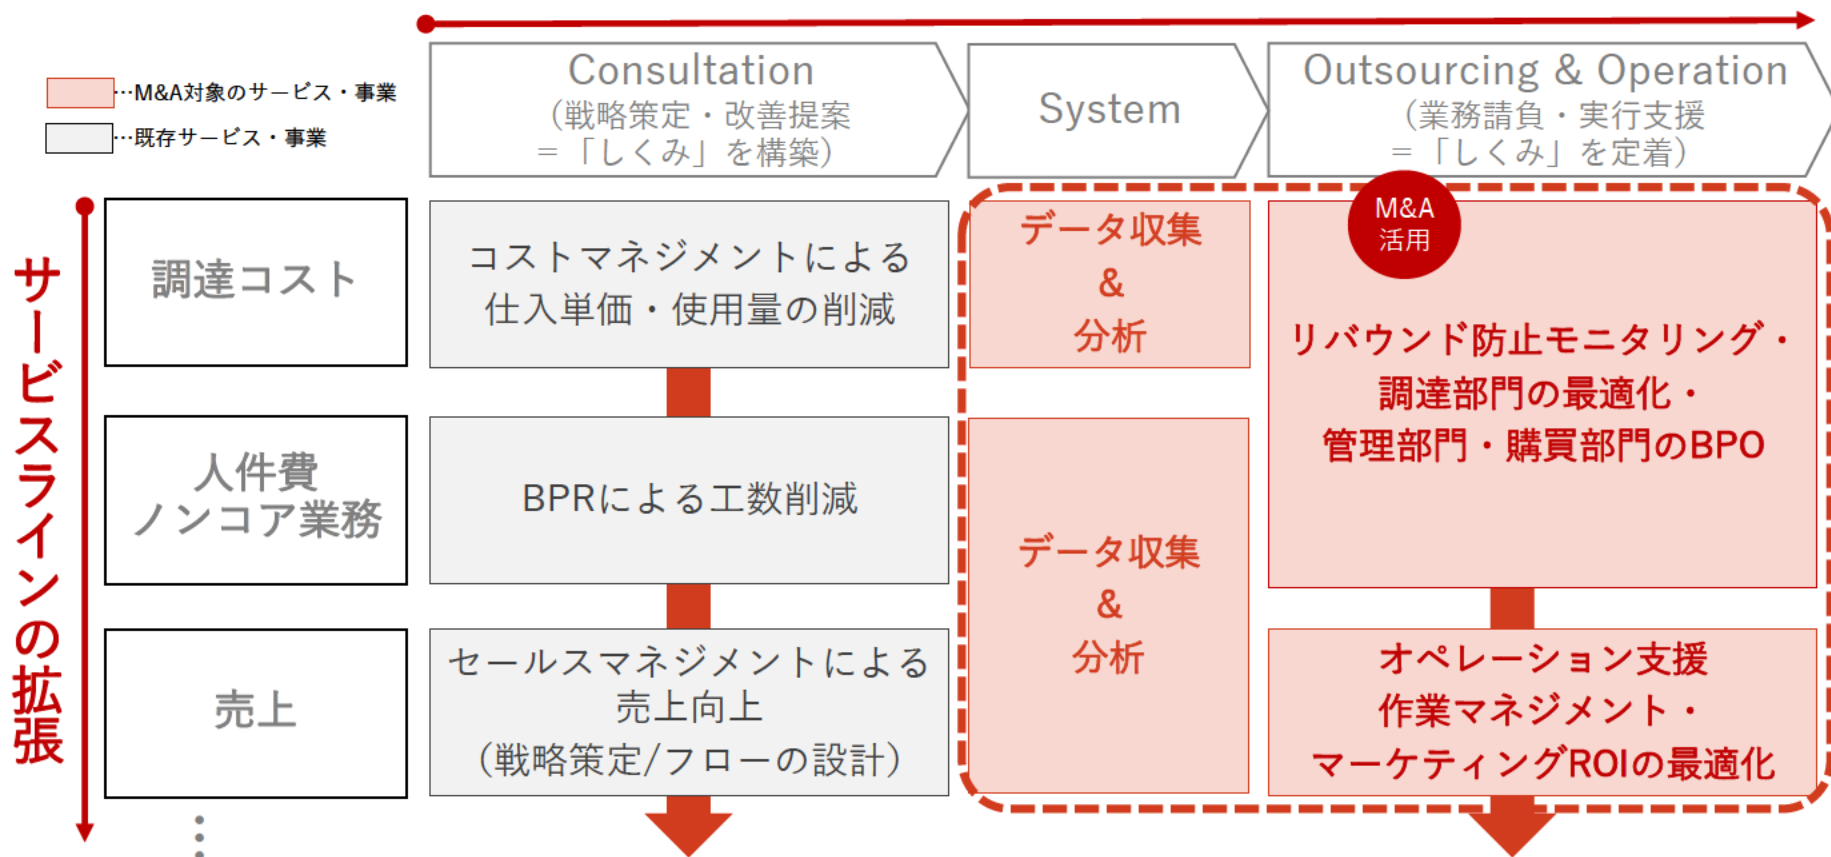 Consultation
(戦略策定・改善提案
=「しくみ」を構築)
System
Outsourcing & Operation
(業務請負・実行支援
=「しくみ」を定着)
…M&A対象のサービス・事業
…既存サービス・事業
サービスラインの拡張
調達コスト
コストマネジメントによる
仕入単価・使用量の削減
データ収集
&
分析
M&A
活用
リバウンド防止モニタリング・
調達部門の最適化・
管理部門・購買部門のBPO
人件費
ノンコア業務
BPRによる工数削減
データ収集
&
分析
売上
セールスマネジメントによる
売上向上
(戦略策定/フローの設計)
オペレーション支援
作業マネジメント・
マーケティングROIの最適化
⋮